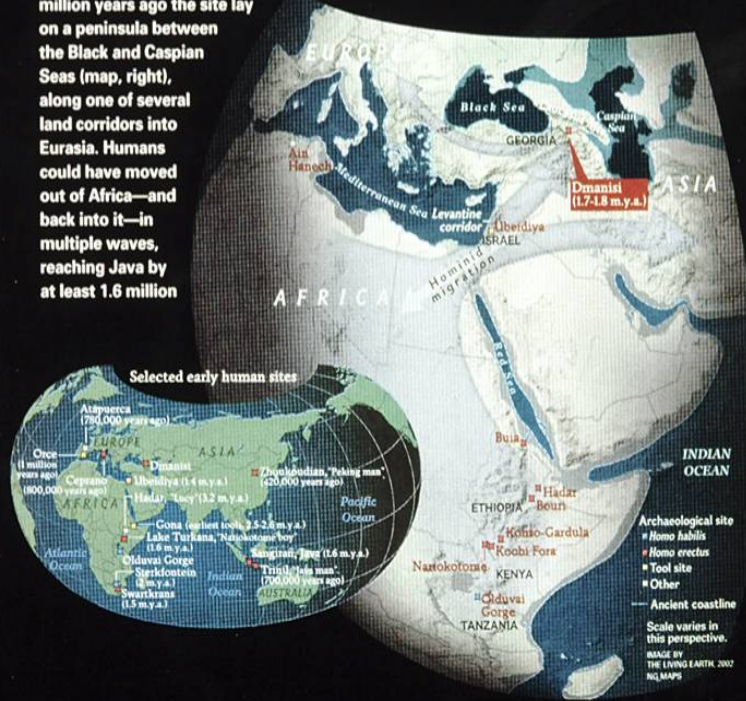 million years ago the site lay
on a peninsula between
the Black and Caspian
Seas (map, right),
along one of several
land corridors into
Eurasia. Humans
could have moved
out of Africa—and
back into it—in
multiple waves,
reaching Java by
at least 1.6 million
EUROPE
Black Sea
Caspian
Sea
GEORGIA
Ain
Hanech
Dmanisi
(1.7-1.8 m.y.a.)
ASIA
Mediterranean Sea
Levantine
corridor
Ubeidiya
ISRAEL
Hominid
migration
AFRICA
Red Sea
Buia
INDIAN
OCEAN
Hadar
Bouri
ETHIOPIA
Konso-Gardula
Koobi Fora
Nariokotome
KENYA
Olduvai
Gorge
TANZANIA
Archaeological site
Homo habilis
Homo erectus
Tool site
Other
Ancient coastline
Scale varies in
this perspective.
IMAGE BY
THE LIVING EARTH, 2002
NG MAPS
Selected early human sites
Atapuerca
(780,000 years ago)
EUROPE
Orce
(1 million
years ago)
ASIA
Dmanisi
Ceprano
(800,000 years ago)
Ubeidiya (1.4 m.y.a.)
Zhoukoudian, "Peking man"
(420,000 years ago)
Hadar, "Lucy" (3.2 m.y.a.)
AFRICA
Pacific
Ocean
Gona (earliest tools, 2.5-2.6 m.y.a.)
Lake Turkana, "Nariokotome boy"
(1.6 m.y.a.)
Sangiran, Java (1.6 m.y.a.)
Atlantic
Ocean
Olduvai Gorge
Trinil, "Java man"
(700,000 years ago)
Sterkfontein
(2 m.y.a.)
Indian
Ocean
Swartkrans
(1.5 m.y.a.)
AUSTRALIA